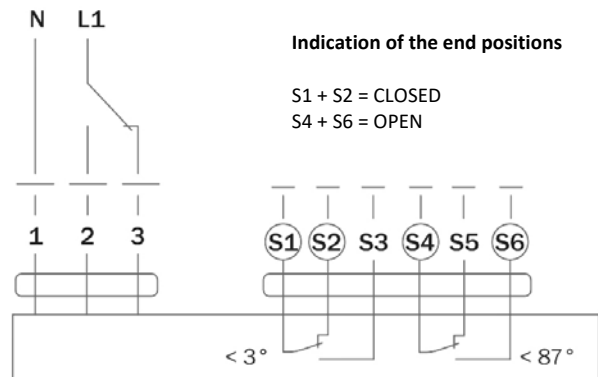 N L1
Indication of the end positions
S1 + S2 = CLOSED
S4 + S6 = OPEN
1 2 3 S1 S2 S3 S4 S5 S6
< 3° < 87°